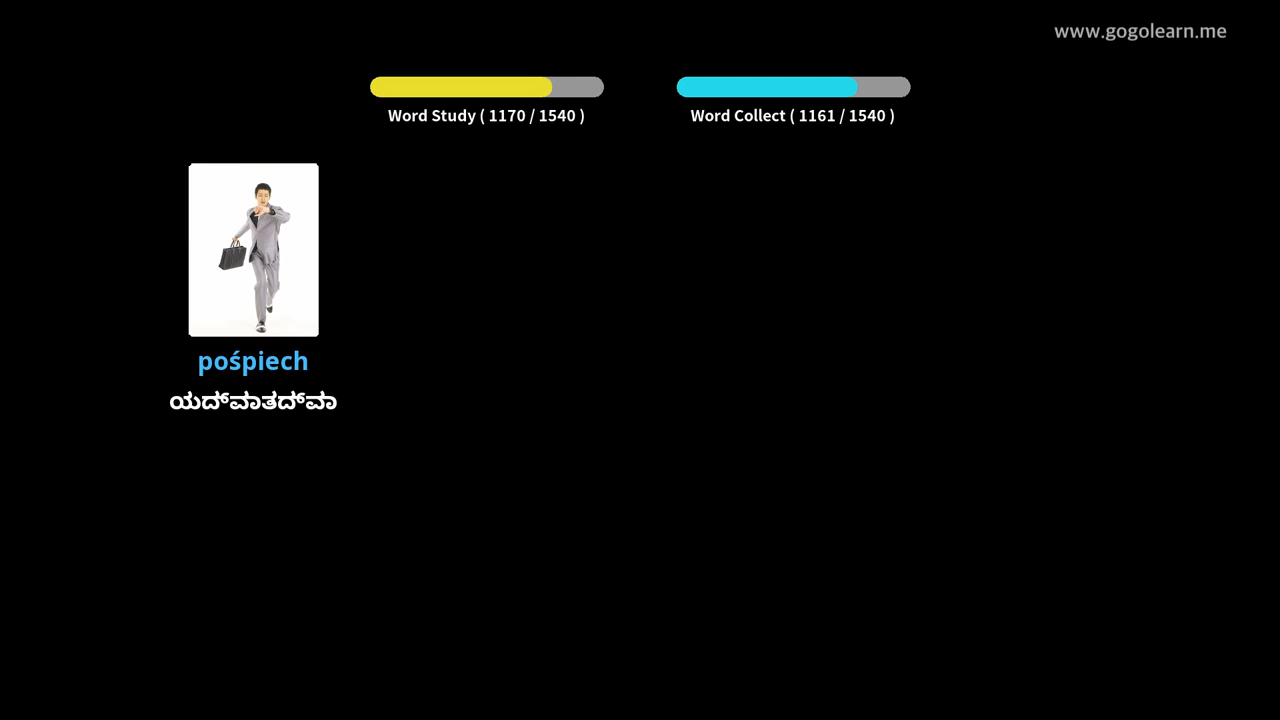 www.gogolearn.me
Word Study ( 1170 / 1540 )
Word Collect ( 1161 / 1540 )
pośpiech
ಯದ್‌ವಾತದ್‌ವಾ